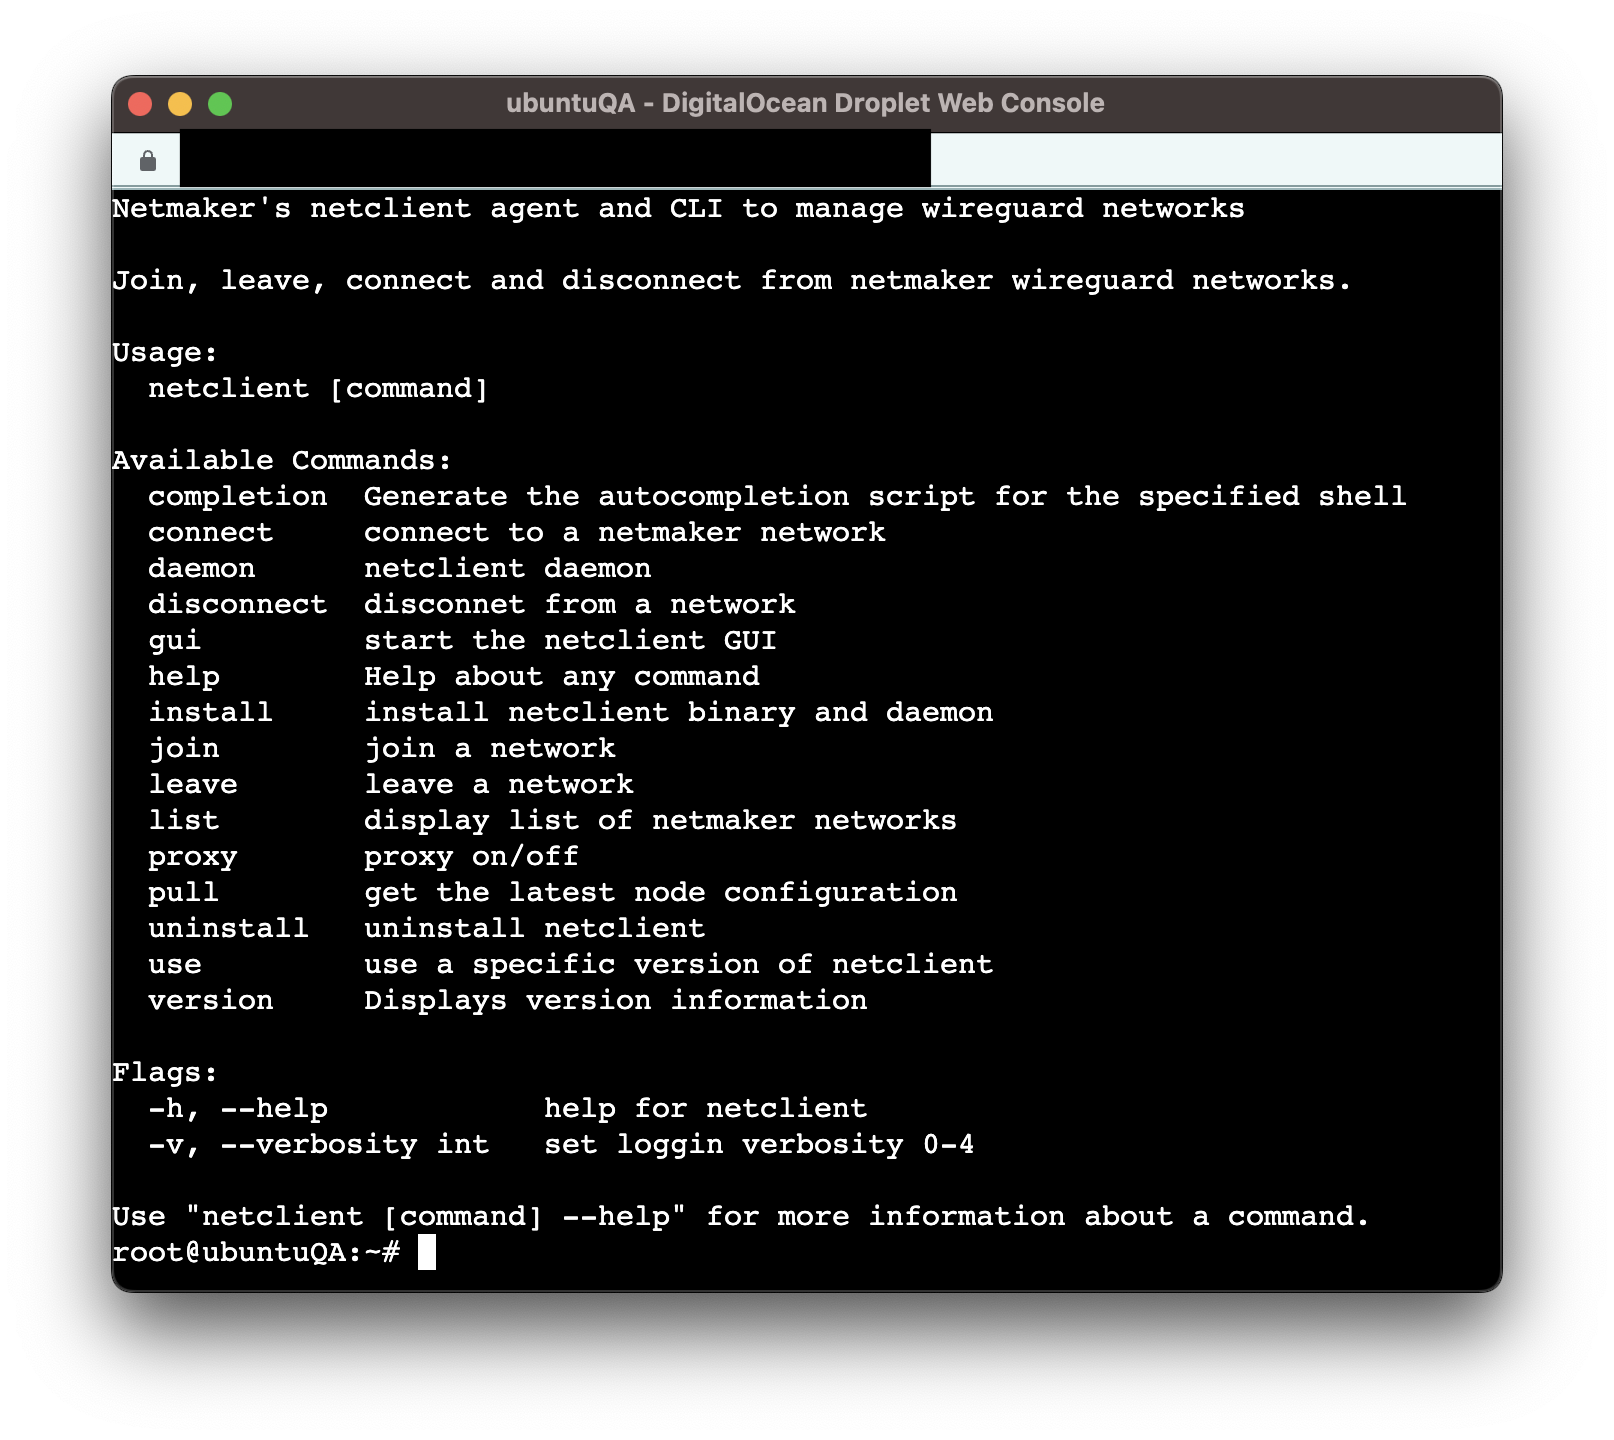 ubuntuQA - DigitalOcean Droplet Web Console
Netmaker's netclient agent and CLI to manage wireguard networks
Join, leave, connect and disconnect from netmaker wireguard networks.
Usage:
  netclient [command]
Available Commands:
  completion  Generate the autocompletion script for the specified shell
  connect     connect to a netmaker network
  daemon      netclient daemon
  disconnect  disconnet from a network
  gui         start the netclient GUI
  help        Help about any command
  install     install netclient binary and daemon
  join        join a network
  leave       leave a network
  list        display list of netmaker networks
  proxy       proxy on/off
  pull        get the latest node configuration
  uninstall   uninstall netclient
  use         use a specific version of netclient
  version     Displays version information
Flags:
  -h, --help            help for netclient
  -v, --verbosity int   set loggin verbosity 0-4
Use "netclient [command] --help" for more information about a command.
root@ubuntuQA:~#